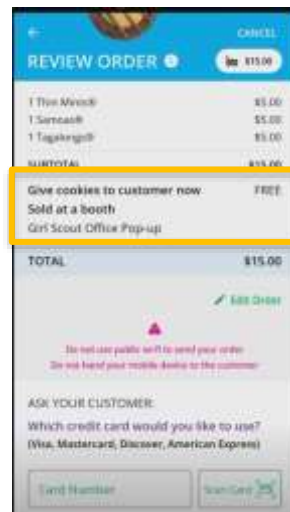 CANCEL
REVIEW ORDER $15.00
1 Thin Mints® $5.00
1 Samoas® $5.00
1 Tagalongs® $5.00
SUBTOTAL $15.00
Give cookies to customer now FREE
Sold at a booth
Girl Scout Office Pop-up
TOTAL $15.00
Edit Order
Do not use public wi-fi to send your order
Do not hand your mobile device to the customer
ASK YOUR CUSTOMER:
Which credit card would you like to use?
(Visa, Mastercard, Discover, American Express)
Card Number Scan Card